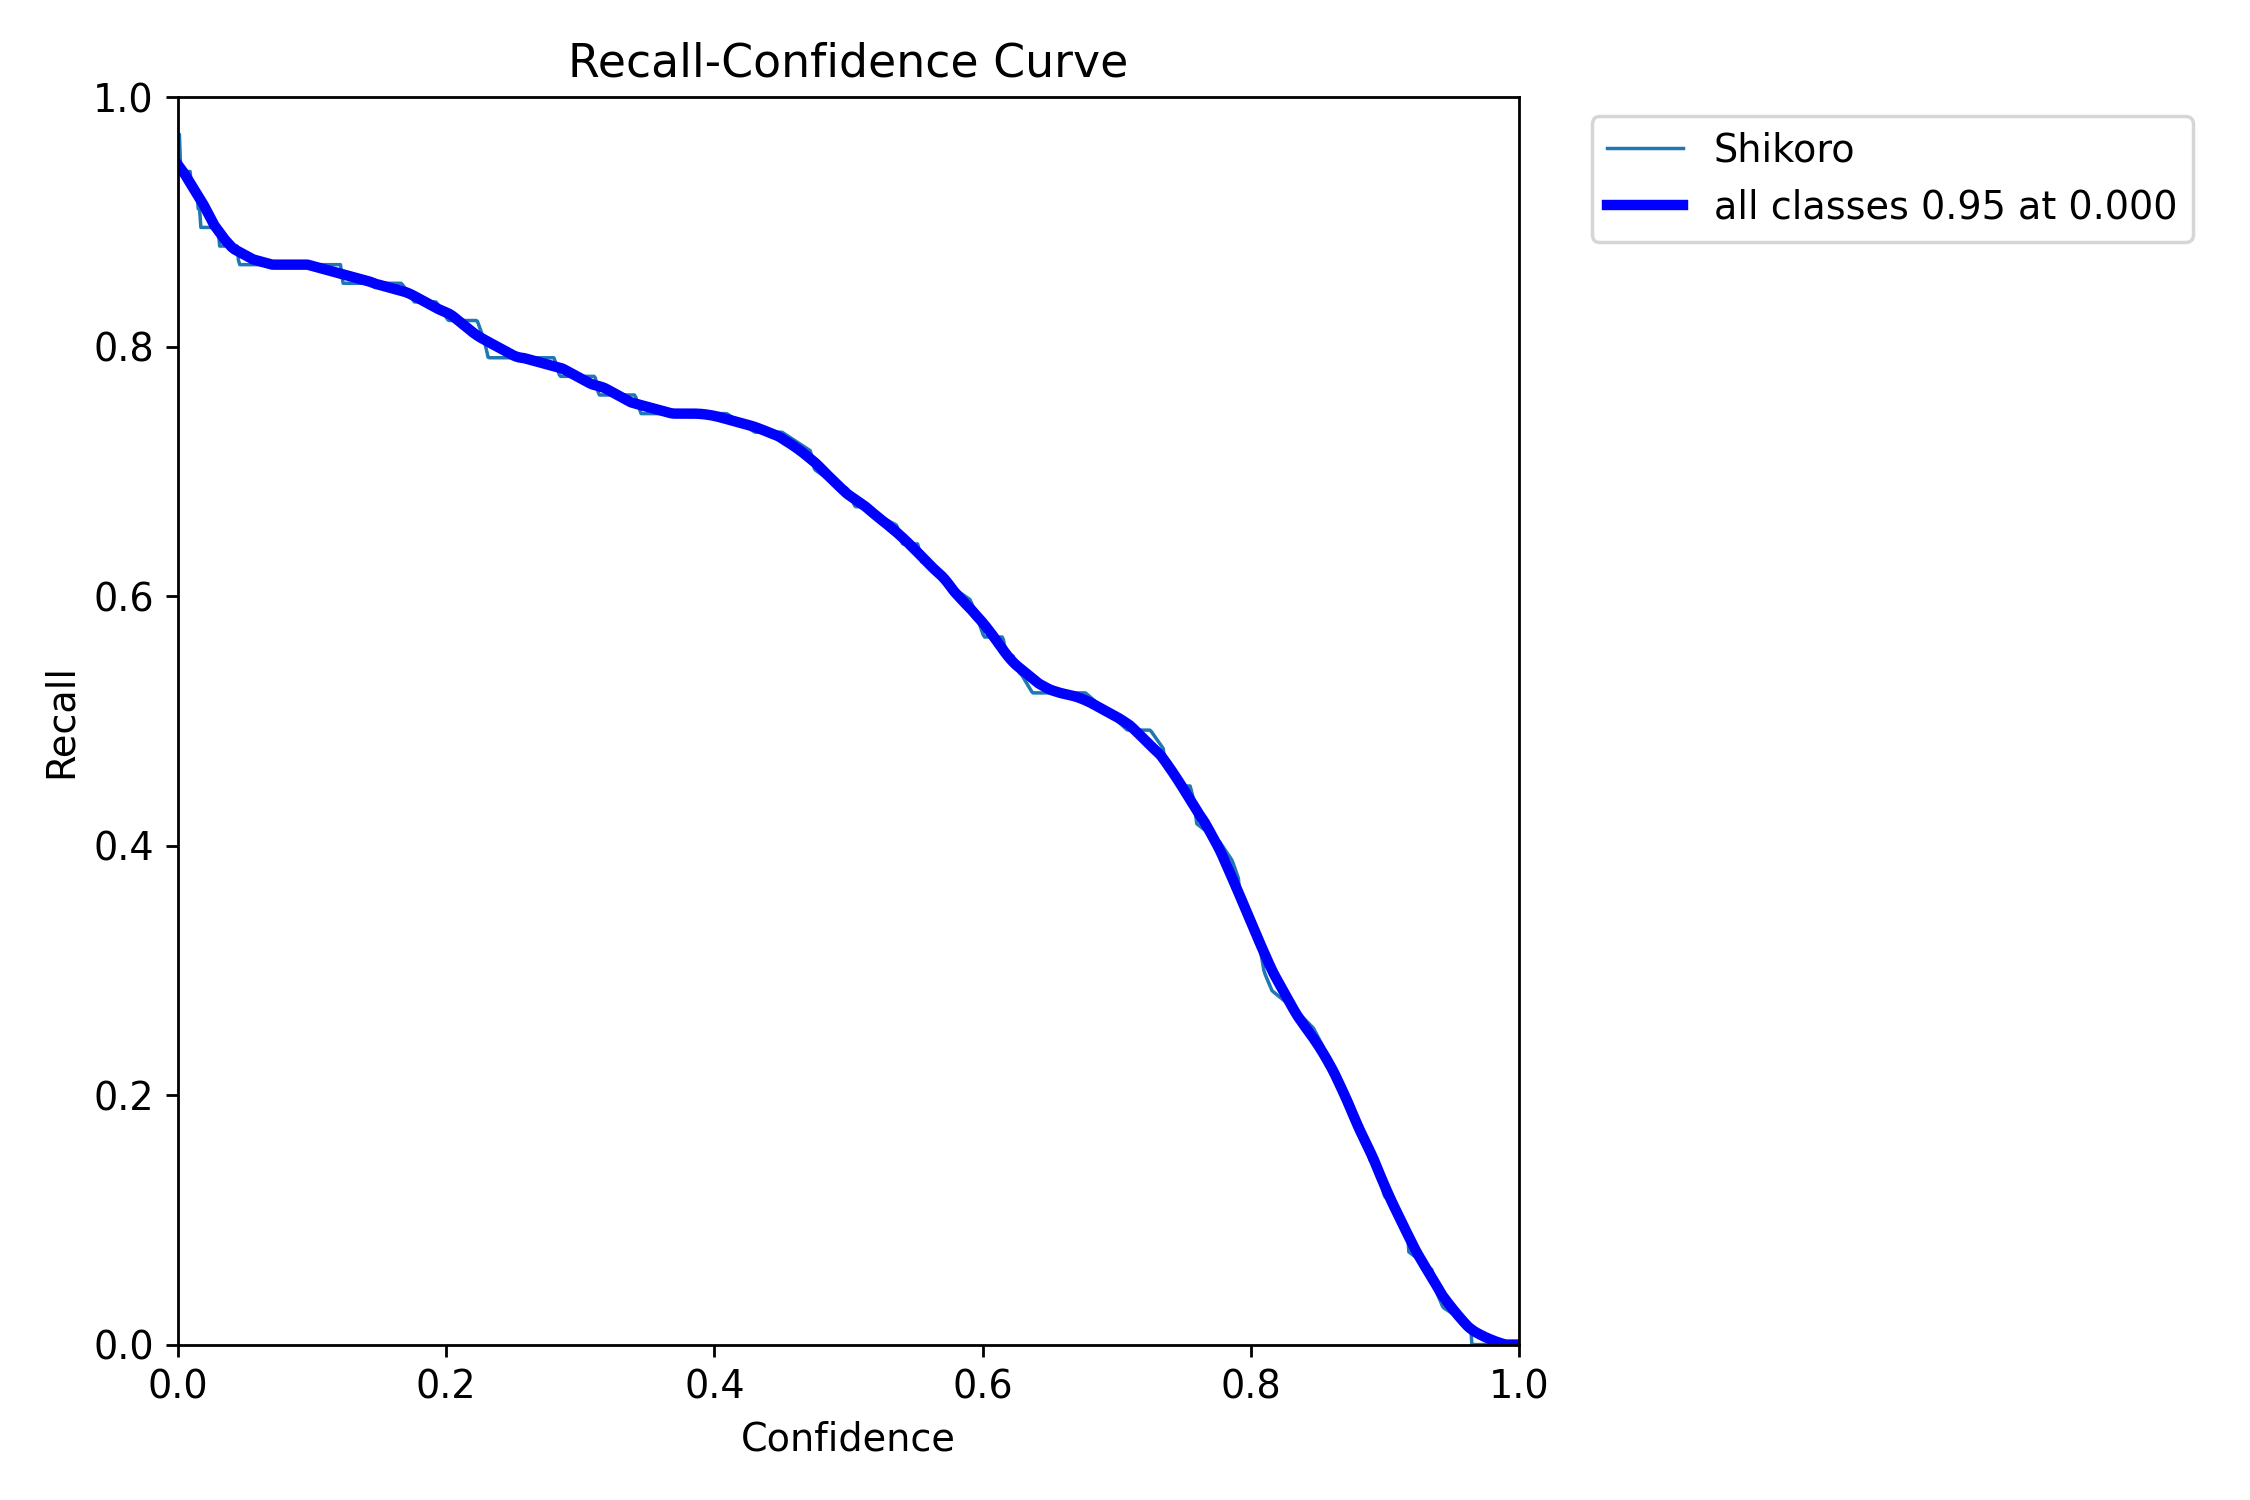 Recall-Confidence Curve
1.0
0.8
0.6
0.4
0.2
0.0
Recall
0.0 0.2 0.4 0.6 0.8 1.0
Confidence
Shikoro
all classes 0.95 at 0.000